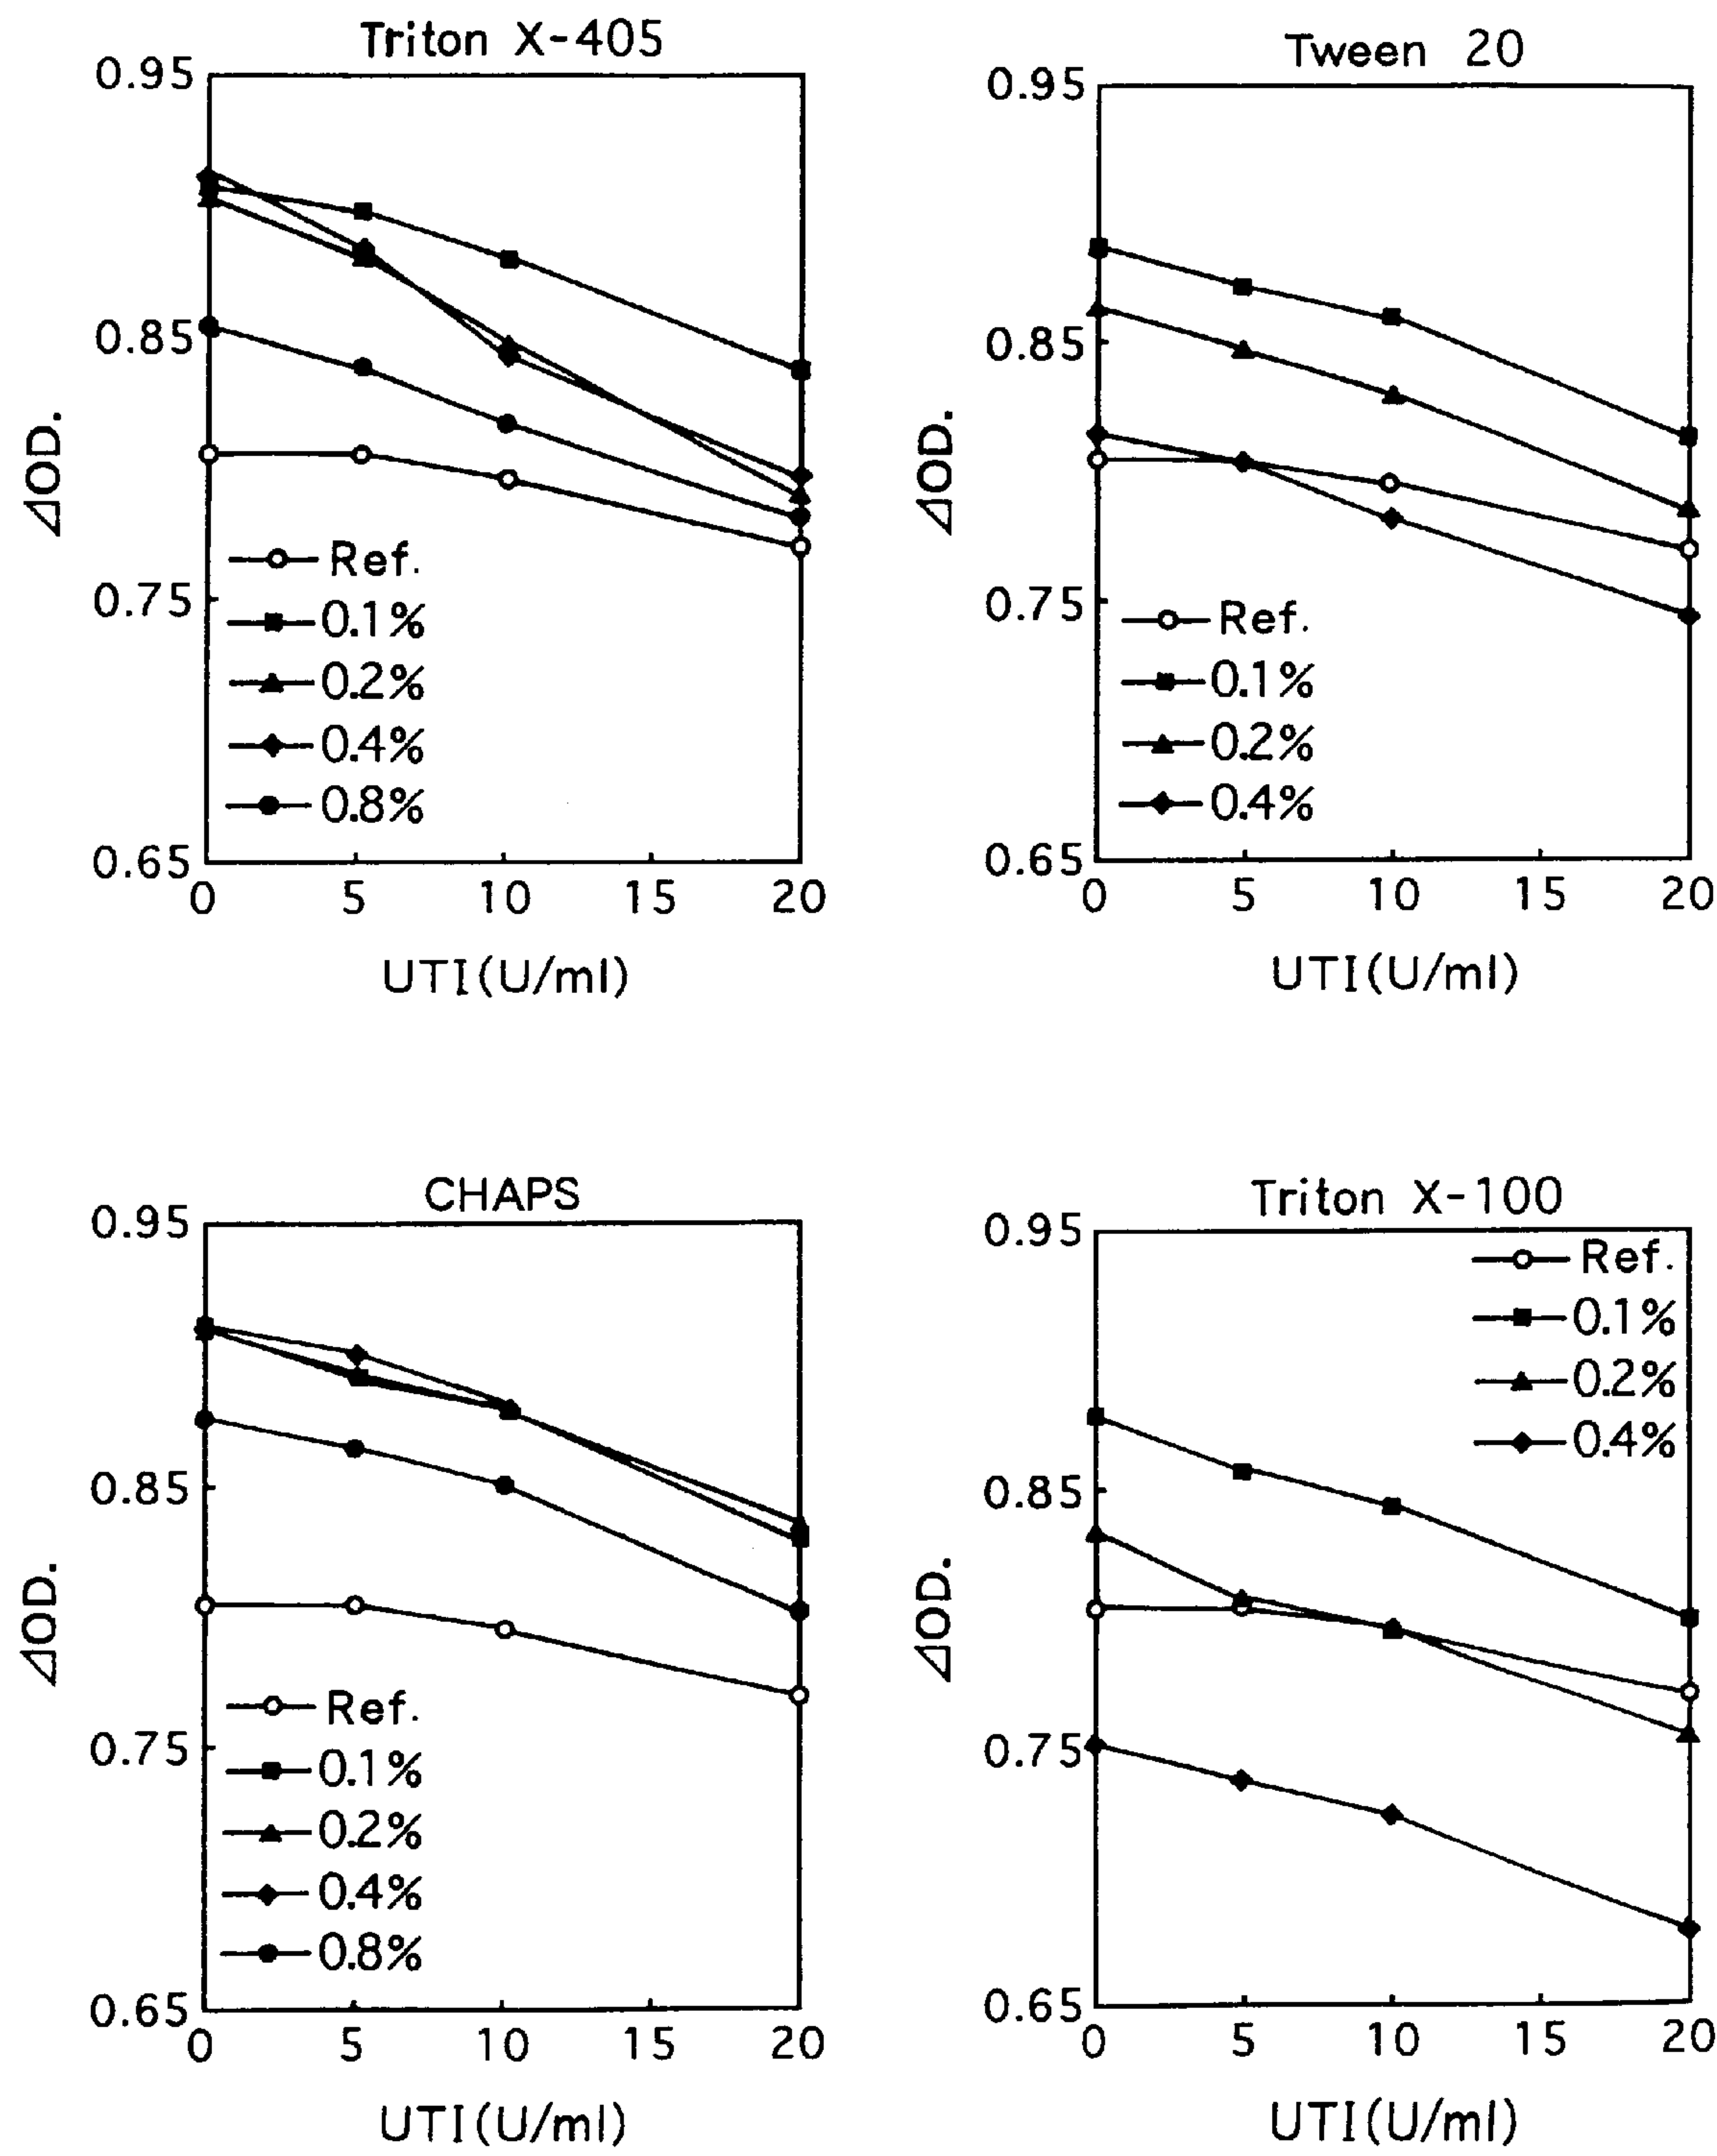 Triton X-405
0.95
0.85
0.75
0.65
⊿OD.
Ref.
0.1%
0.2%
0.4%
0.8%
0 5 10 15 20
UTI(U/ml)
Tween 20
0.95
0.85
0.75
0.65
⊿OD.
Ref.
0.1%
0.2%
0.4%
0 5 10 15 20
UTI(U/ml)
CHAPS
0.95
0.85
0.75
0.65
⊿OD.
Ref.
0.1%
0.2%
0.4%
0.8%
0 5 10 15 20
UTI(U/ml)
Triton X-100
0.95
0.85
0.75
0.65
⊿OD.
Ref.
0.1%
0.2%
0.4%
0 5 10 15 20
UTI(U/ml)